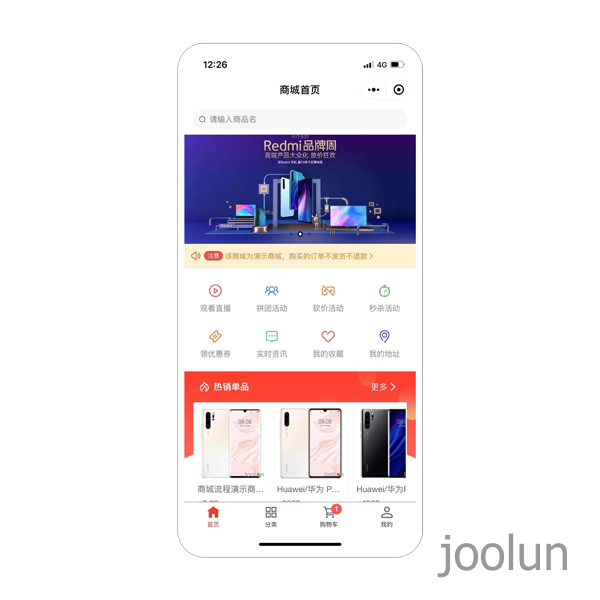 12:26
4G
商城首页
请输入商品名
Redmi品牌周
高端产品大众化 放价狂欢
注意 该商城为演示商城，购买的订单不发货不退款
观看直播 拼团活动 砍价活动 秒杀活动
领优惠券 实时资讯 我的收藏 我的地址
热销单品 更多
08:08 08:08 08:08
joolun joolun
商城流程演示商... Huawei/华为 P... Huawei/华为P
1
首页 分类 购物车 我的
joolun